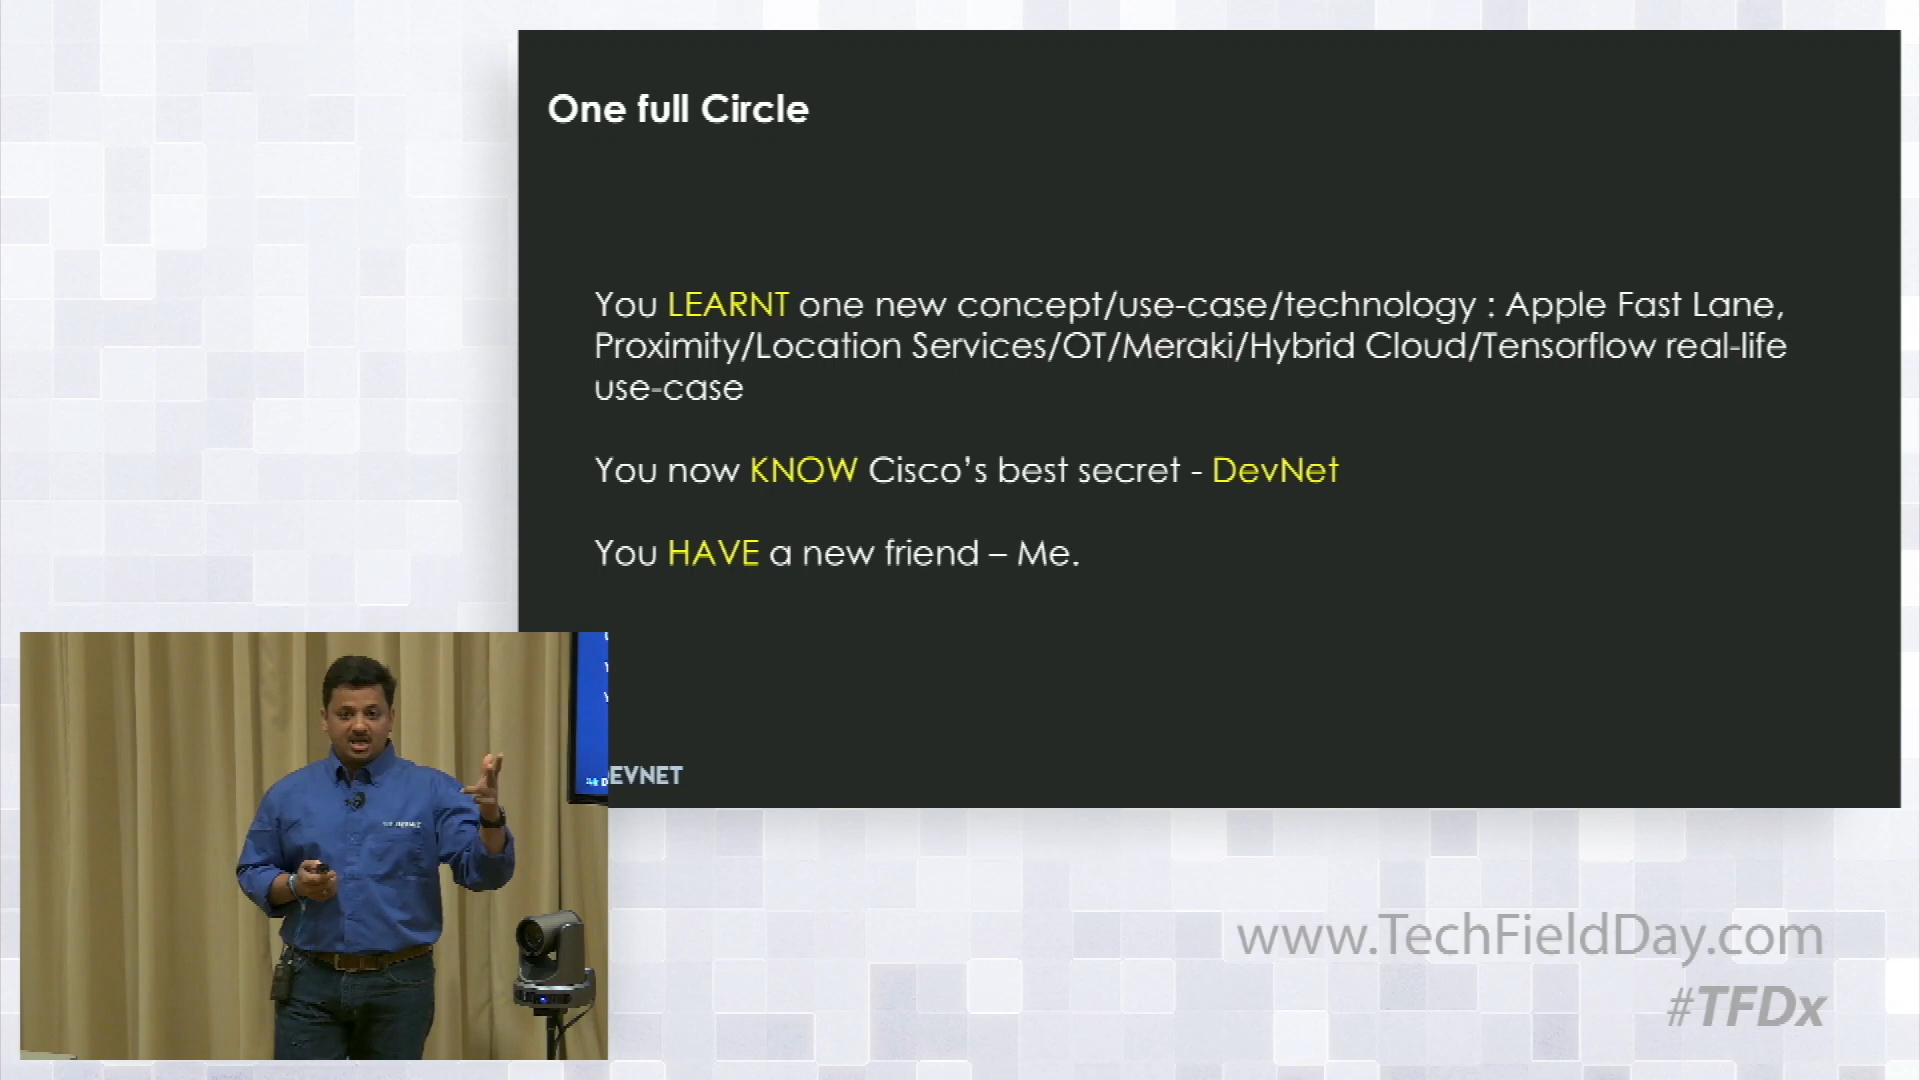 One full Circle
You LEARNT one new concept/use-case/technology : Apple Fast Lane,
Proximity/Location Services/OT/Meraki/Hybrid Cloud/Tensorflow real-life
use-case
You now KNOW Cisco’s best secret - DevNet
You HAVE a new friend – Me.
EVNET
www.TechFieldDay.com
#TFDx